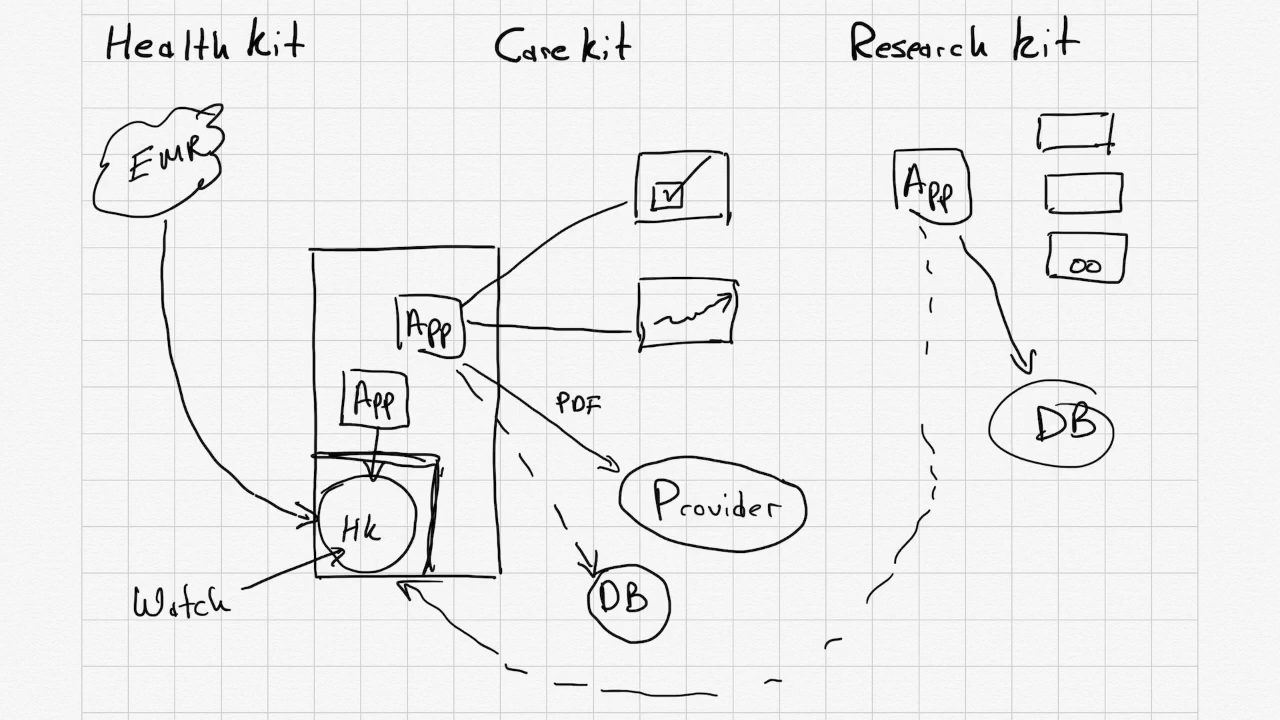 Health kit
Care kit
Research kit
EMR
App
App
App
PDF
DB
Provider
HK
Watch
DB